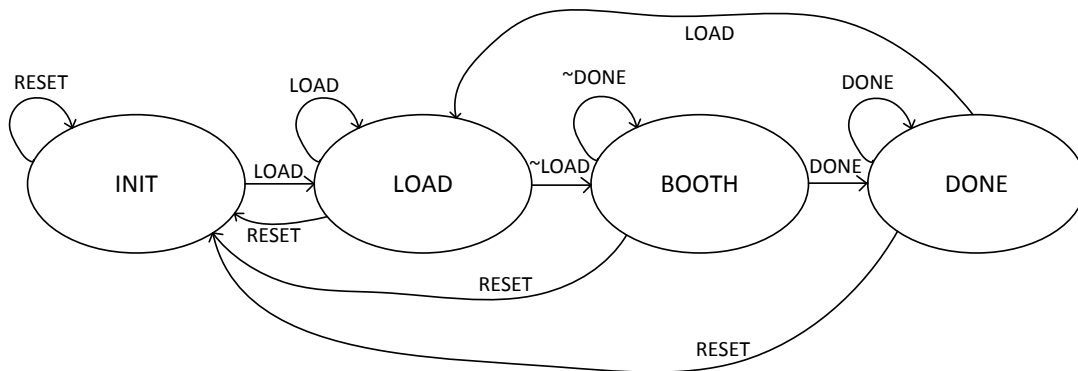 LOAD
RESET
LOAD
~DONE
DONE
INIT
LOAD
LOAD
~LOAD
BOOTH
DONE
DONE
RESET
RESET
RESET